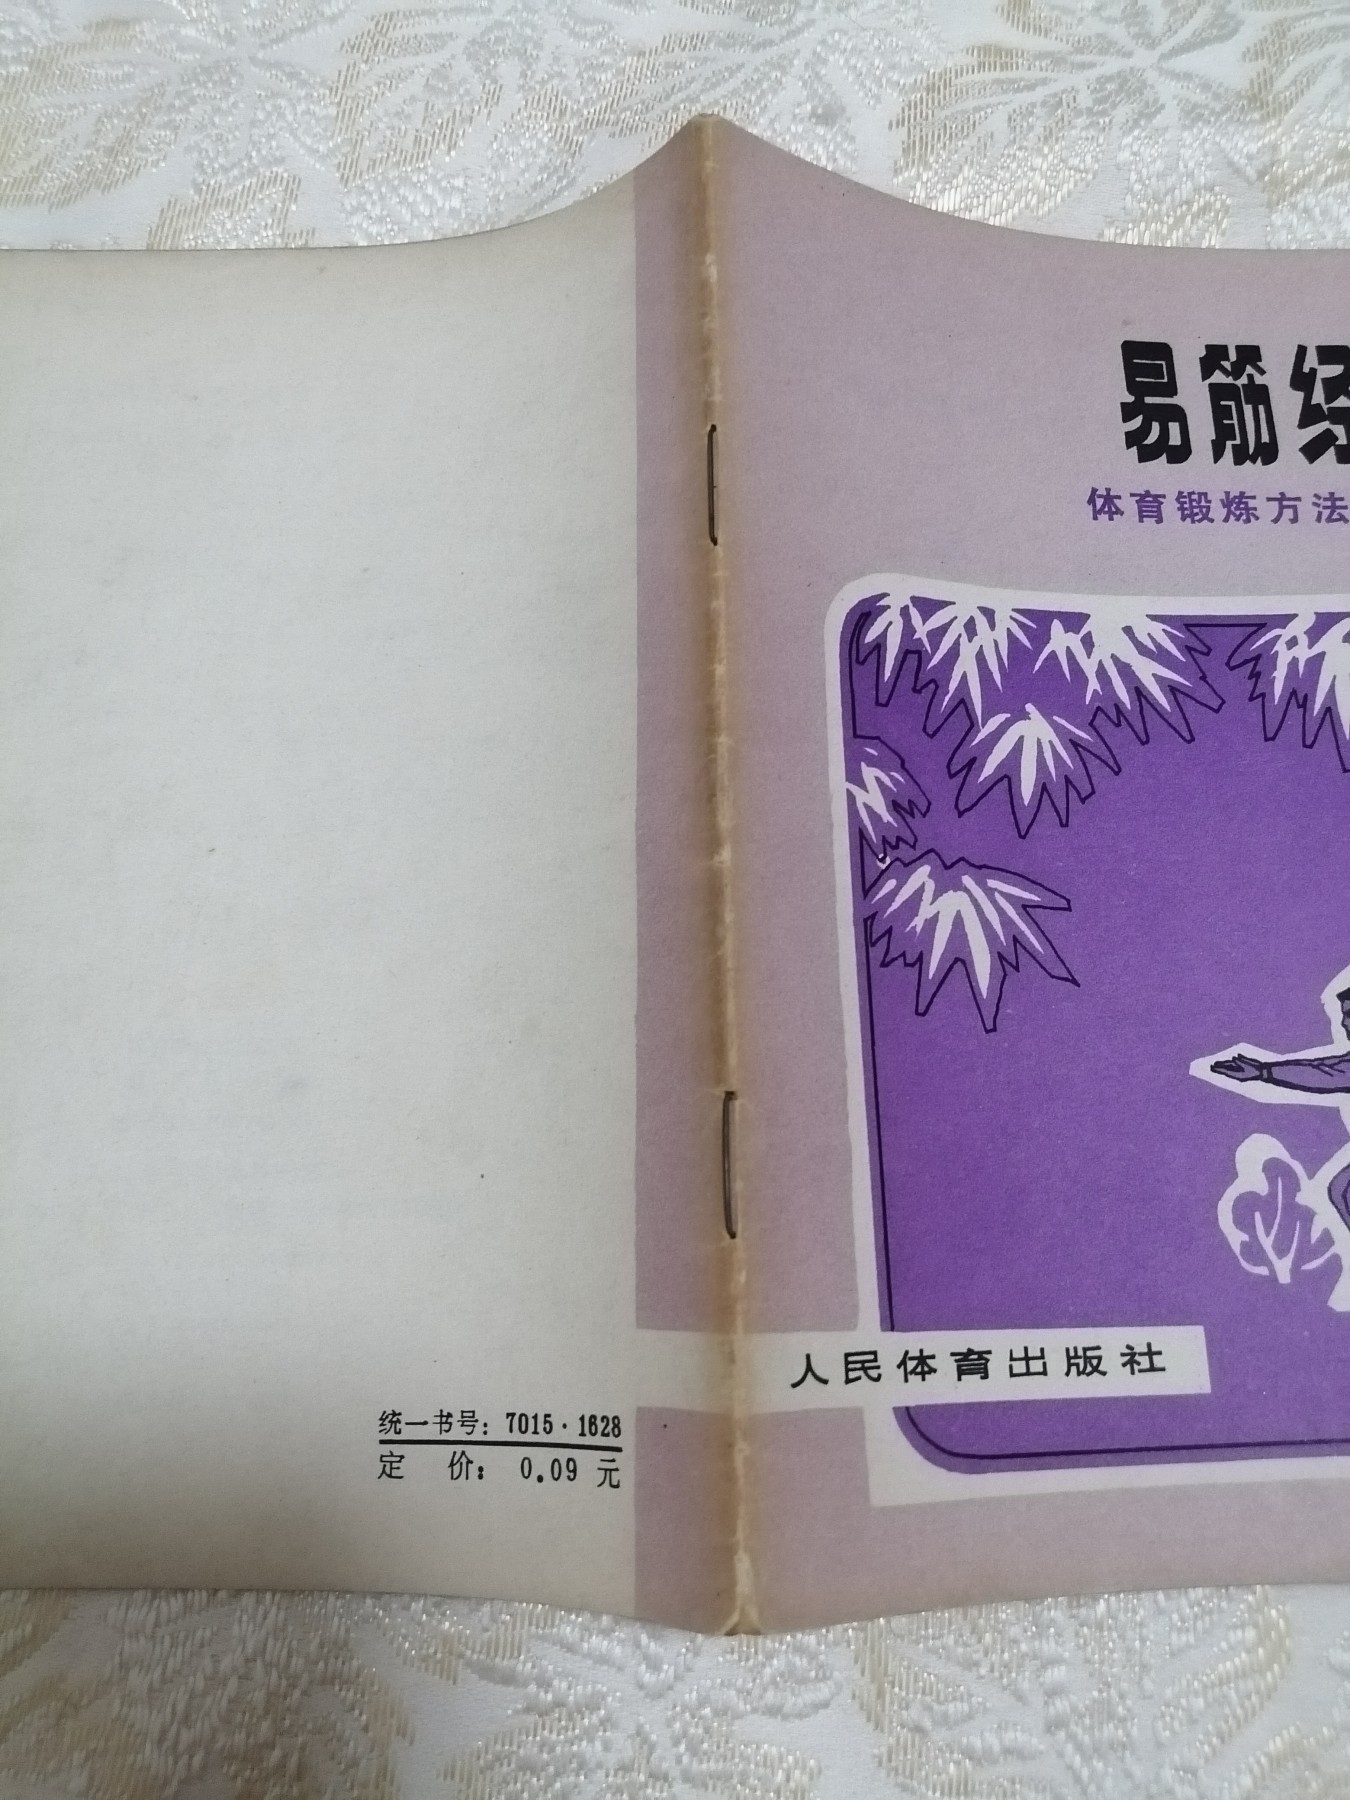 易筋经
体育锻炼方法
人民体育出版社
统一书号：7015·1628
定 价： 0.09 元